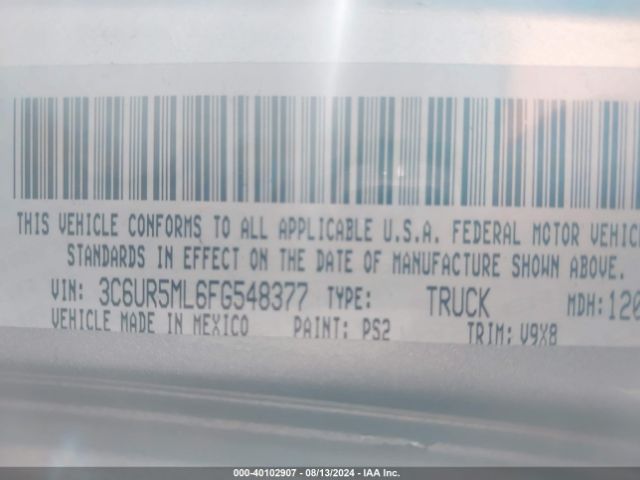 THIS VEHICLE CONFORMS TO ALL APPLICABLE U.S.A. FEDERAL MOTOR VEHIC
STANDARDS IN EFFECT ON THE DATE OF MANUFACTURE SHOWN ABOVE.
VIN: 3C6UR5ML6FG548377 TYPE: TRUCK MDH:120
VEHICLE MADE IN MEXICO PAINT: PS2 TRIM: V9X8
000-40102907 - 08/13/2024 - IAA Inc.